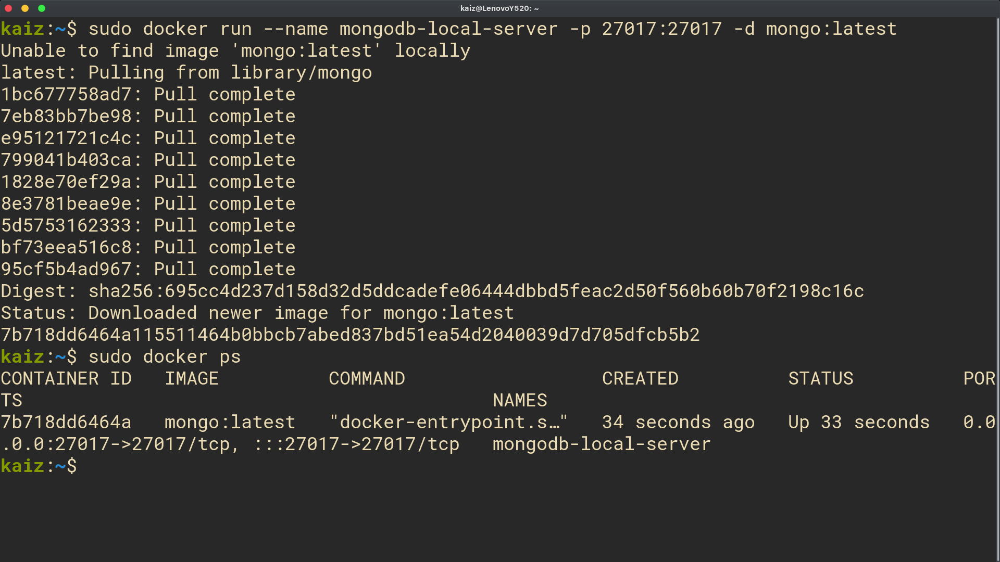 kaiz@LenovoY520: ~
kaiz:~$ sudo docker run --name mongodb-local-server -p 27017:27017 -d mongo:latest
Unable to find image 'mongo:latest' locally
latest: Pulling from library/mongo
1bc677758ad7: Pull complete
7eb83bb7be98: Pull complete
e95121721c4c: Pull complete
799041b403ca: Pull complete
1828e70ef29a: Pull complete
8e3781beae9e: Pull complete
5d5753162333: Pull complete
bf73eea516c8: Pull complete
95cf5b4ad967: Pull complete
Digest: sha256:695cc4d237d158d32d5ddcadefe06444dbbd5feac2d50f560b60b70f2198c16c
Status: Downloaded newer image for mongo:latest
7b718dd6464a115511464b0bbcb7abed837bd51ea54d2040039d7d705dfcb5b2
kaiz:~$ sudo docker ps
CONTAINER ID   IMAGE          COMMAND                  CREATED          STATUS          POR
TS                                           NAMES
7b718dd6464a   mongo:latest   "docker-entrypoint.s…"   34 seconds ago   Up 33 seconds   0.0
.0.0:27017->27017/tcp, :::27017->27017/tcp   mongodb-local-server
kaiz:~$